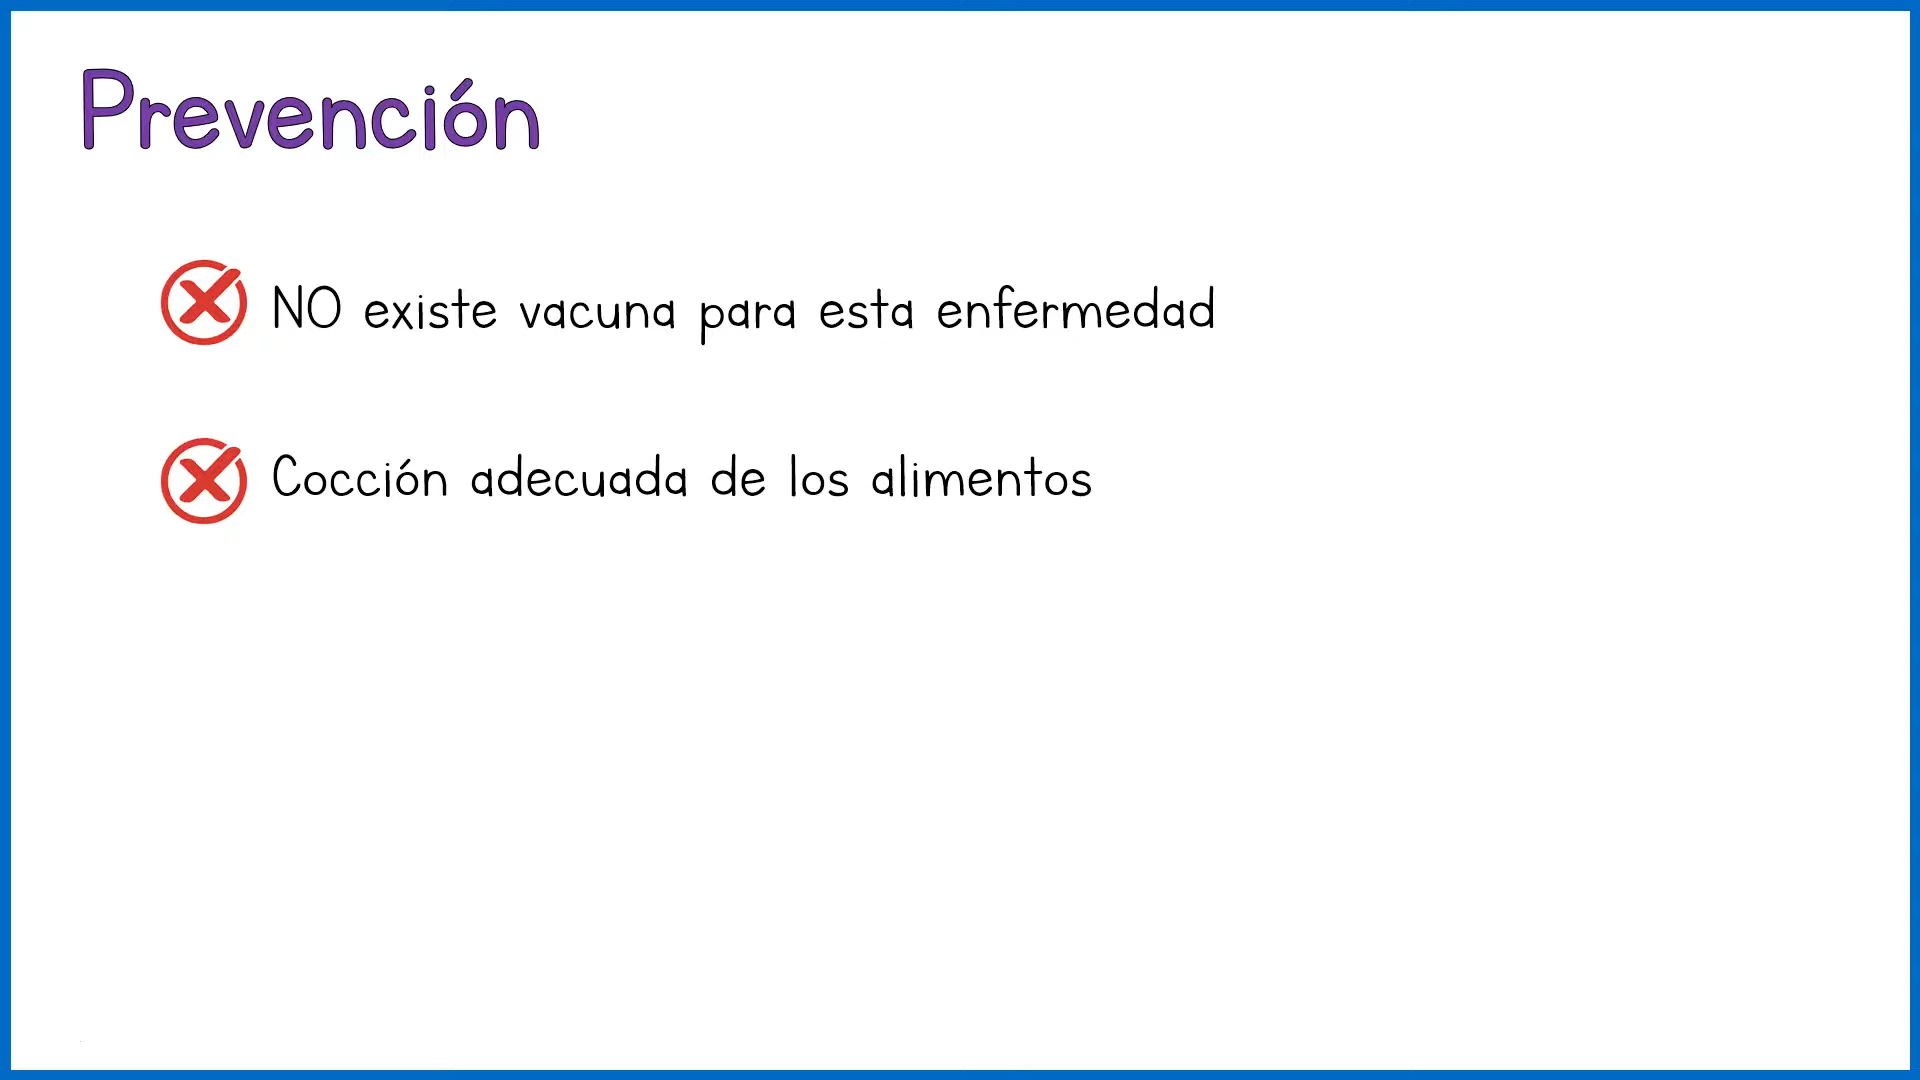 Prevención
NO existe vacuna para esta enfermedad
Cocción adecuada de los alimentos